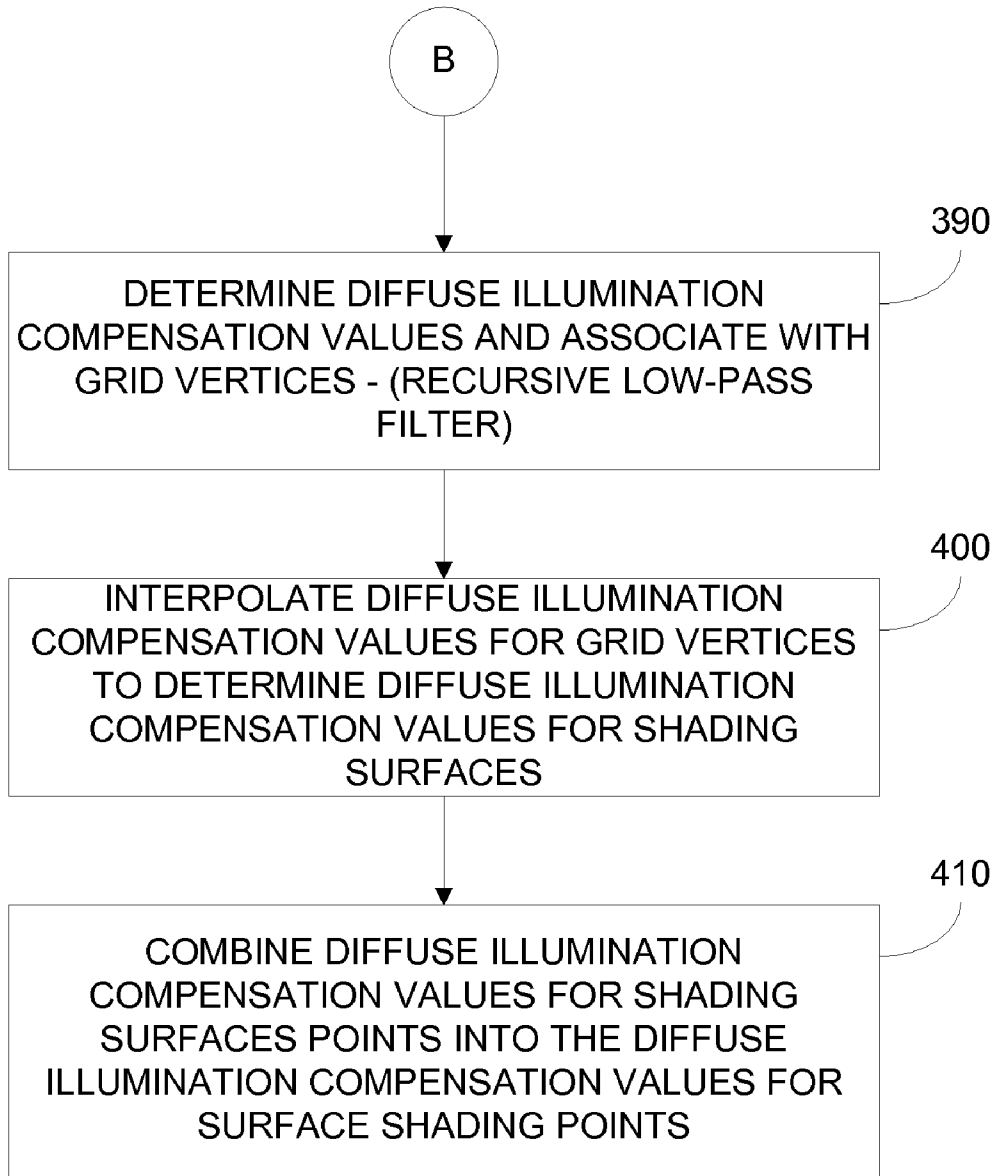 B
390
DETERMINE DIFFUSE ILLUMINATION
COMPENSATION VALUES AND ASSOCIATE WITH
GRID VERTICES - (RECURSIVE LOW-PASS
FILTER)
400
INTERPOLATE DIFFUSE ILLUMINATION
COMPENSATION VALUES FOR GRID VERTICES
TO DETERMINE DIFFUSE ILLUMINATION
COMPENSATION VALUES FOR SHADING
SURFACES
410
COMBINE DIFFUSE ILLUMINATION
COMPENSATION VALUES FOR SHADING
SURFACES POINTS INTO THE DIFFUSE
ILLUMINATION COMPENSATION VALUES FOR
SURFACE SHADING POINTS